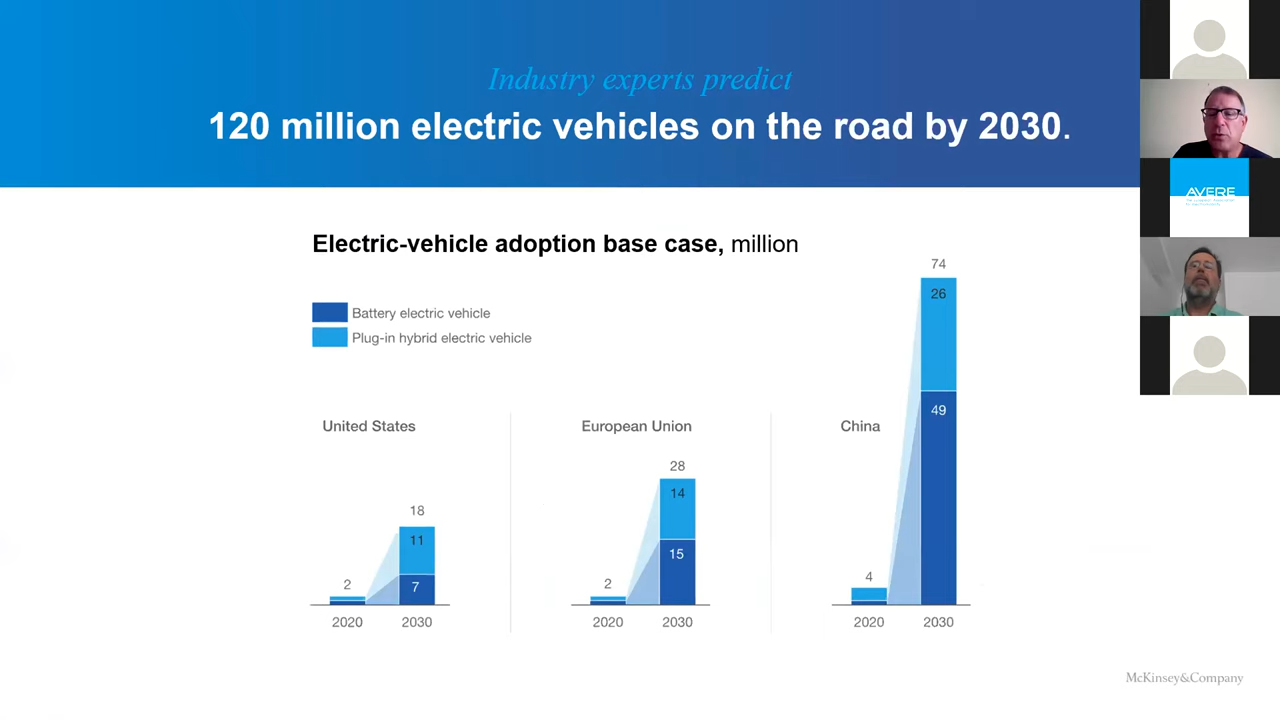 Industry experts predict
120 million electric vehicles on the road by 2030.
AVERE
Electric-vehicle adoption base case, million
Battery electric vehicle
Plug-in hybrid electric vehicle
United States
18
11
7
2
2020
2030
European Union
28
14
15
2
2020
2030
China
74
26
49
4
2020
2030
McKinsey&Company